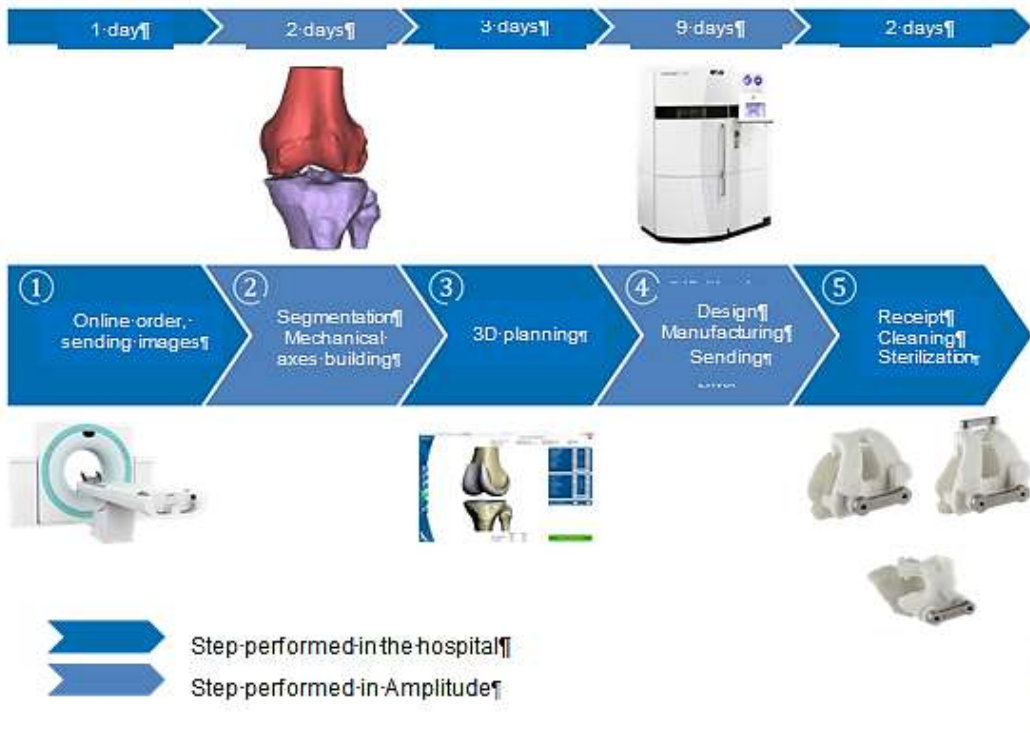 1·day¶
2·days¶
3·days¶
9·days¶
2·days¶
①
Online·order,·
sending·images¶
②
Segmentation¶
Mechanical·
axes·building¶
③
3D·planning¶
④
Design¶
Manufacturing¶
Sending¶
⑤
Receipt¶
Cleaning¶
Sterilization¶
Step·performed·in·the·hospital¶
Step·performed·in·Amplitude¶